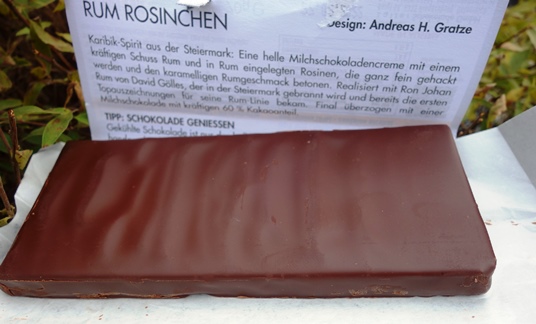 RUM ROSINCHEN
Design: Andreas H. Gratze
Karibik-Spirit aus der Steiermark: Eine helle Milchschokoladencreme mit einem
kräftigen Schuss Rum und in Rum eingelegten Rosinen, die ganz fein gehackt
werden und den karamelligen Rumgeschmack betonen. Realisiert mit Ron Johan
Rum von David Gölles, der in der Steiermark gebrannt wird und bereits die ersten
Topauszeichnungen für seine Rum-Linie bekam. Final überzogen mit einer
Milchschokolade mit kräftigen 60 % Kakaoanteil.
TIPP: SCHOKOLADE GENIESSEN
Gekühlte Schokolade ist